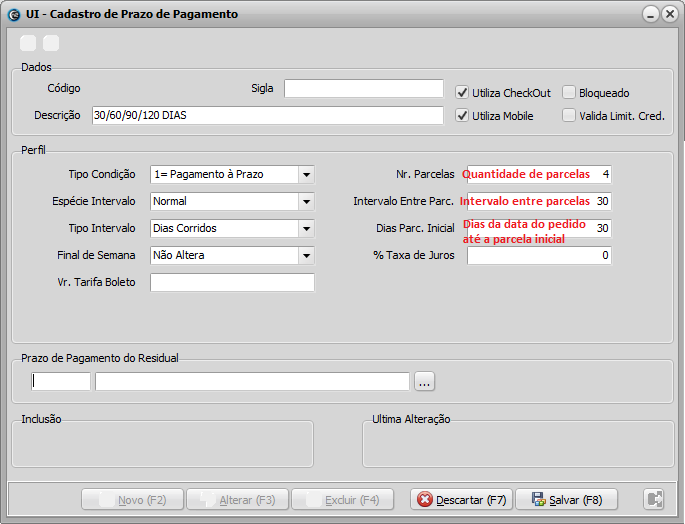 UI - Cadastro de Prazo de Pagamento
Dados
Código
Sigla
Utiliza CheckOut
Bloqueado
Descrição 30/60/90/120 DIAS
Utiliza Mobile
Valida Limit. Cred.
Perfil
Tipo Condição 1= Pagamento à Prazo
Nr. Parcelas Quantidade de parcelas 4
Espécie Intervalo Normal
Intervalo Entre Parc. Intervalo entre parcelas 30
Tipo Intervalo Dias Corridos
Dias Parc. Inicial Dias da data do pedido 30
até a parcela inicial
Final de Semana Não Altera
% Taxa de Juros 0
Vr. Tarifa Boleto
Prazo de Pagamento do Residual
...
Inclusão
Ultima Alteração
Novo (F2)
Alterar (F3)
Excluir (F4)
Descartar (F7)
Salvar (F8)